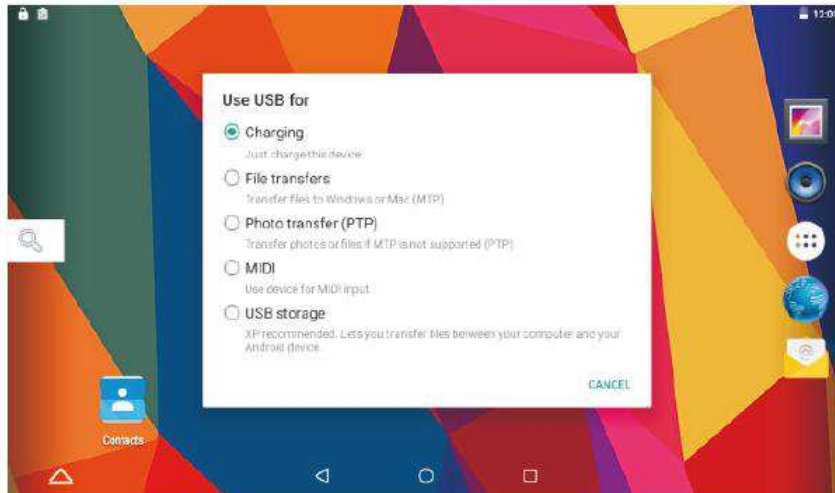 12:0
Use USB for
Charging
Just charge this device
File transfers
Transfer files to Windows or Mac (MTP)
Photo transfer (PTP)
Transfer photos or files if MTP is not supported (PTP)
MIDI
Use device for MIDI input
USB storage
XP recommended. Lets you transfer files between your computer and your
Android device.
CANCEL
Contacts